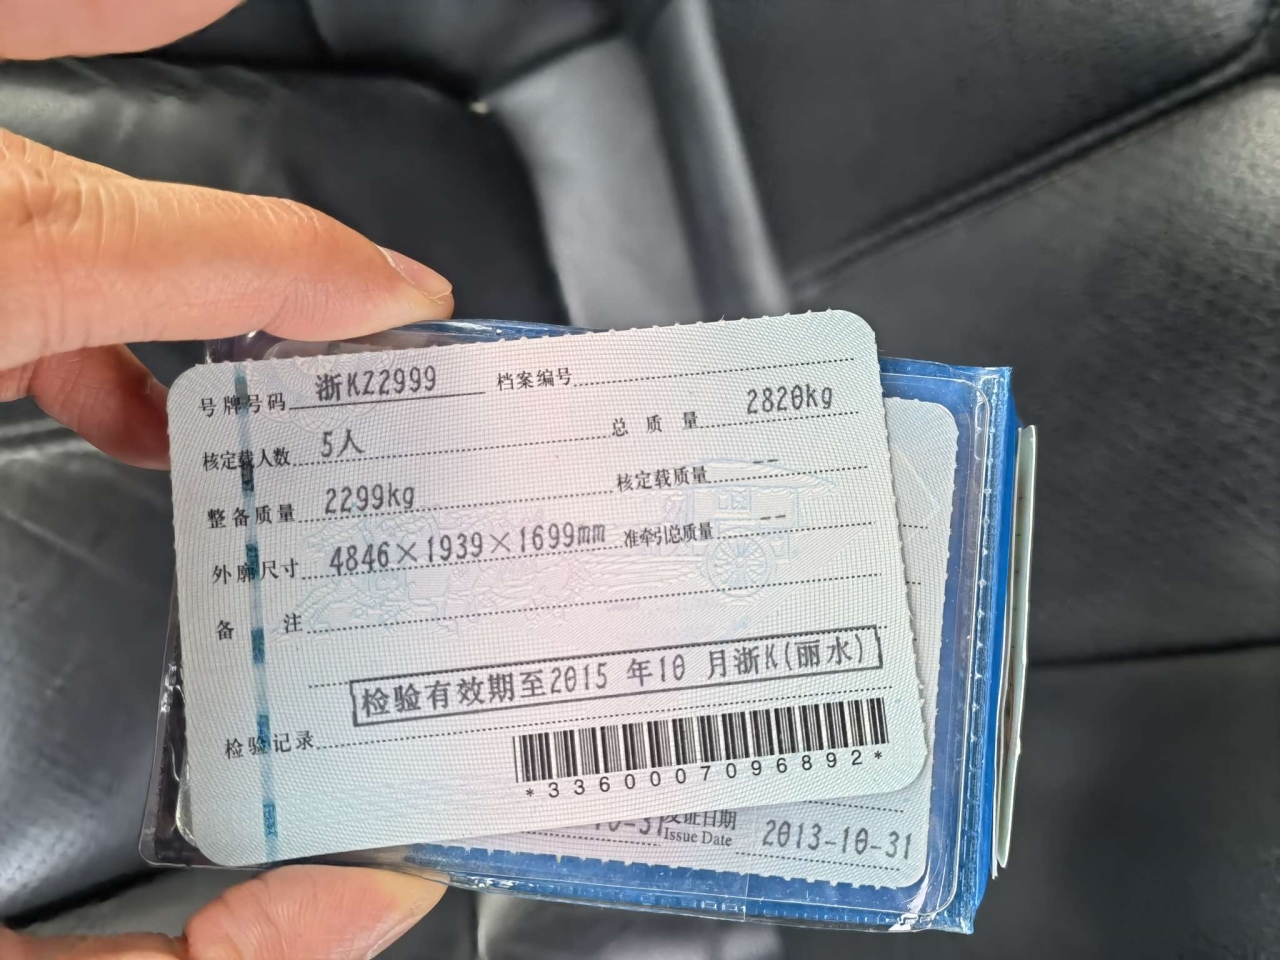 号牌号码 浙KZ2999 档案编号
核定载人数 5人 总质量 2820kg
整备质量 2299kg 核定载质量 --
外廓尺寸 4846×1939×1699mm 准牵引总质量 --
备注
检验有效期至2015 年10 月浙K(丽水)
检验记录
*3360007096892*
10-31 发证日期 2013-10-31
Issue Date